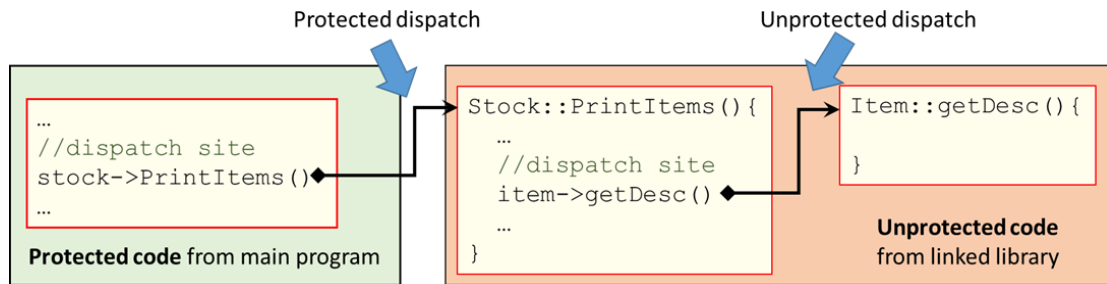 Protected dispatch
Unprotected dispatch
…
//dispatch site
stock->PrintItems()
…
Protected code from main program
Stock::PrintItems(){
…
//dispatch site
item->getDesc()
…
}
Item::getDesc(){
}
Unprotected code
from linked library